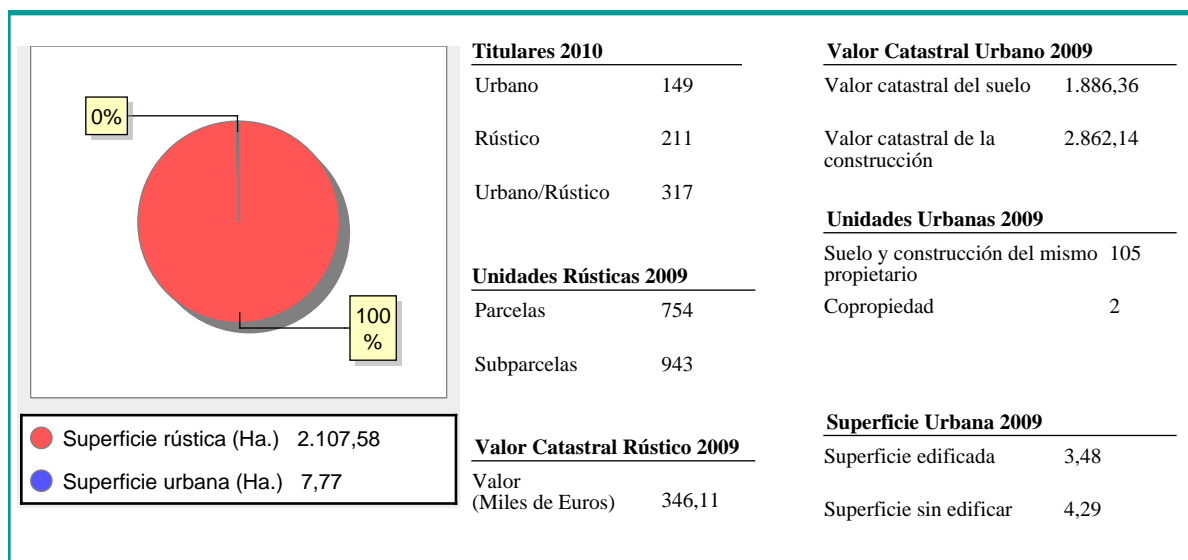 0%
100
%
Superficie rústica (Ha.) 2.107,58
Superficie urbana (Ha.) 7,77
Titulares 2010
Urbano 149
Rústico 211
Urbano/Rústico 317
Unidades Rústicas 2009
Parcelas 754
Subparcelas 943
Valor Catastral Rústico 2009
Valor
(Miles de Euros) 346,11
Valor Catastral Urbano 2009
Valor catastral del suelo 1.886,36
Valor catastral de la 2.862,14
construcción
Unidades Urbanas 2009
Suelo y construcción del mismo 105
propietario
Copropiedad 2
Superficie Urbana 2009
Superficie edificada 3,48
Superficie sin edificar 4,29